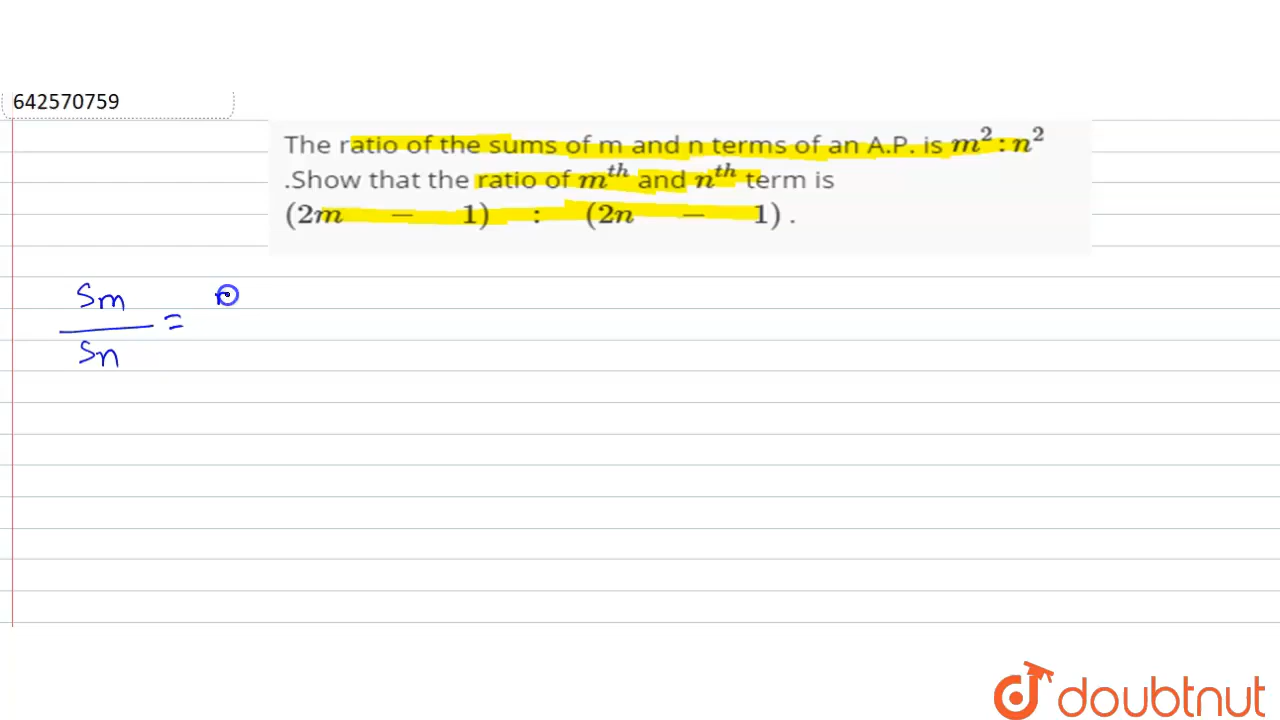 642570759
The ratio of the sums of m and n terms of an A.P. is m² : n²
.Show that the ratio of mᵗʰ and nᵗʰ term is
(2m − 1) : (2n − 1) .
Sm
=
Sn
doubtnut